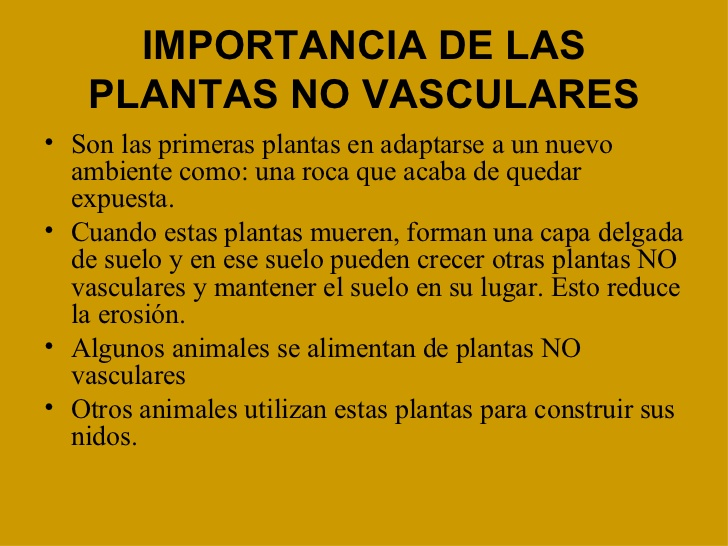 IMPORTANCIA DE LAS
PLANTAS NO VASCULARES
• Son las primeras plantas en adaptarse a un nuevo
ambiente como: una roca que acaba de quedar
expuesta.
• Cuando estas plantas mueren, forman una capa delgada
de suelo y en ese suelo pueden crecer otras plantas NO
vasculares y mantener el suelo en su lugar. Esto reduce
la erosión.
• Algunos animales se alimentan de plantas NO
vasculares
• Otros animales utilizan estas plantas para construir sus
nidos.